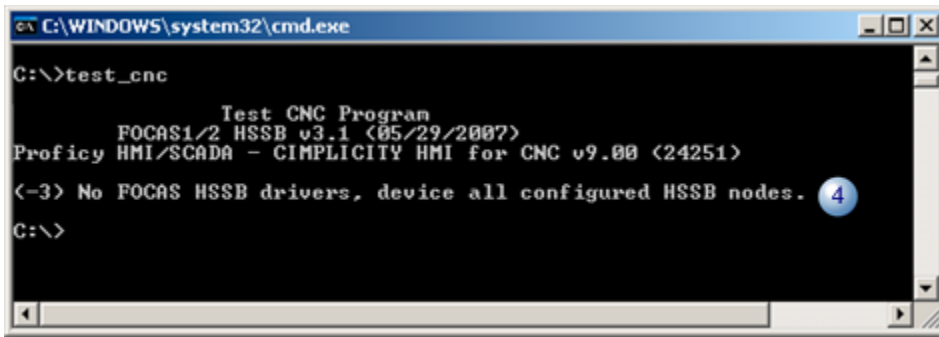 C:\WINDOWS\system32\cmd.exe
C:\>test_cnc
Test CNC Program
FOCAS1/2 HSSB v3.1 (05/29/2007)
Proficy HMI/SCADA - CIMPLICITY HMI for CNC v9.00 (24251)
(-3) No FOCAS HSSB drivers, device all configured HSSB nodes. 4
C:\>